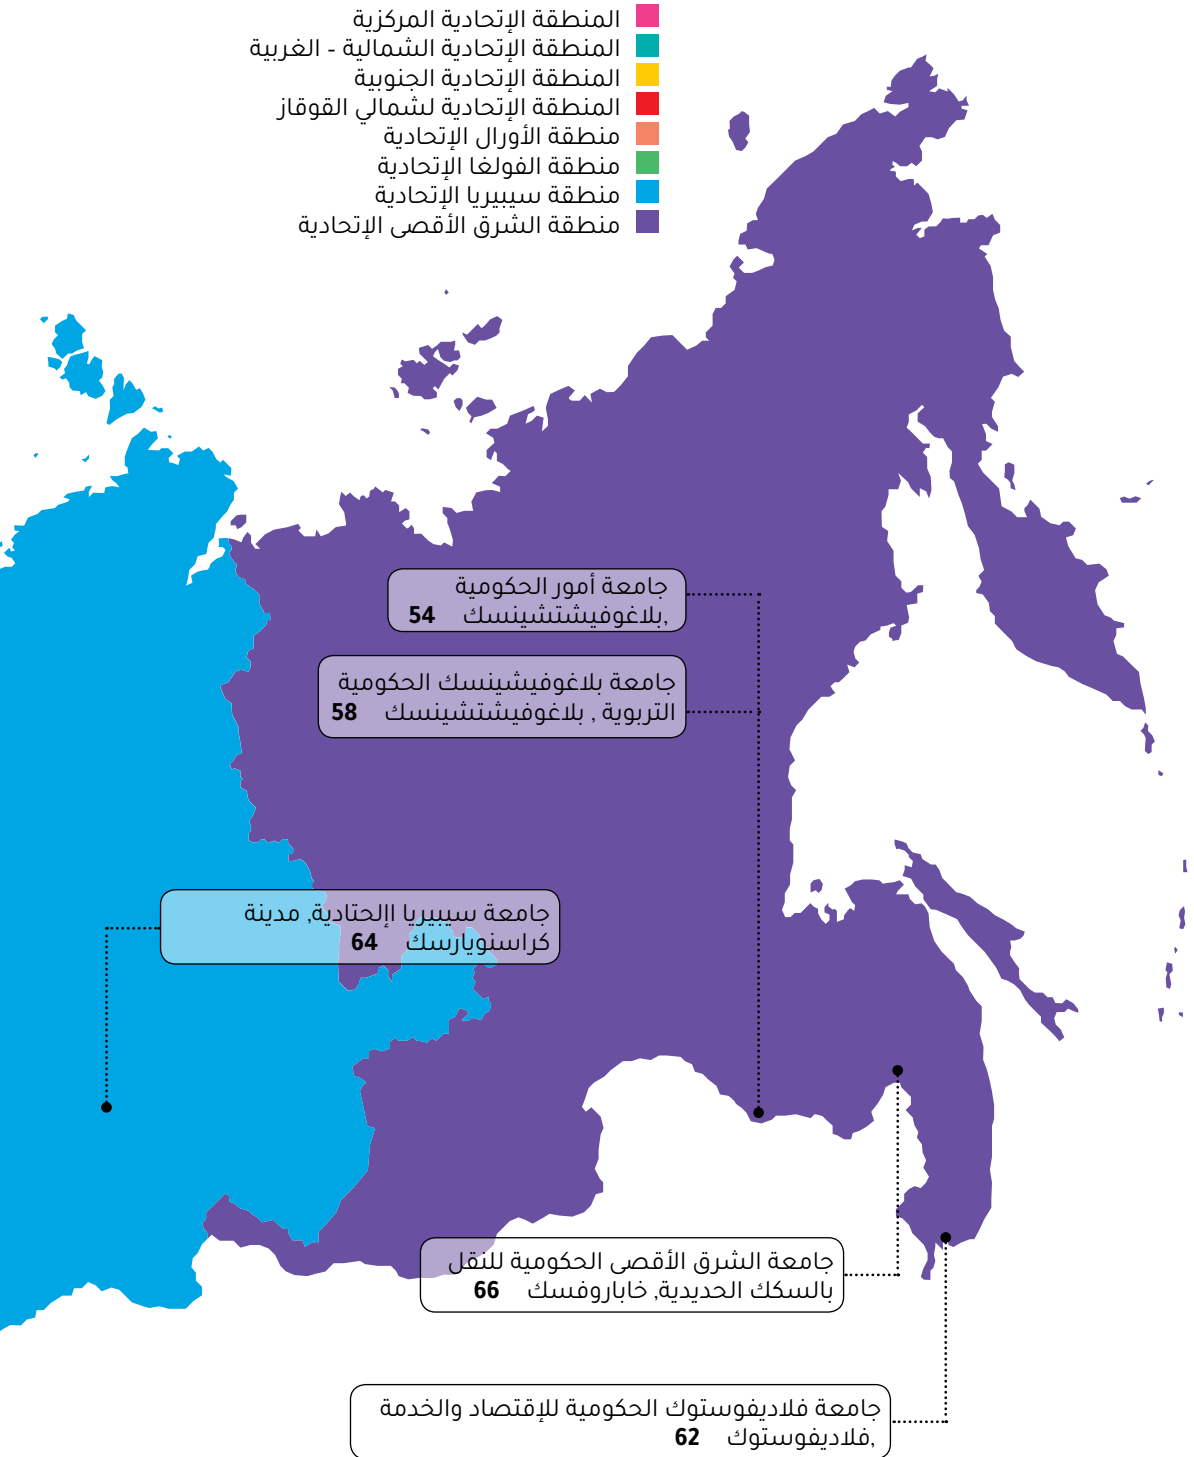 المنطقة الإتحادية المركزية
المنطقة الإتحادية الشمالية - الغربية
المنطقة الإتحادية الجنوبية
المنطقة الإتحادية لشمالي القوقاز
منطقة الأورال الإتحادية
منطقة الفولغا الإتحادية
منطقة سيبيريا الإتحادية
منطقة الشرق الأقصى الإتحادية
جامعة أمور الحكومية
,بلاغوفيشتشينسك 54
جامعة بلاغوفيشينسك الحكومية
التربوية , بلاغوفيشتشينسك 58
جامعة سيبيريا اإلحتادية, مدينة
كراسنويارسك 64
جامعة الشرق الأقصى الحكومية للنقل
بالسكك الحديدية, خاباروفسك 66
جامعة فلاديفوستوك الحكومية للإقتصاد والخدمة
,فلاديفوستوك 62